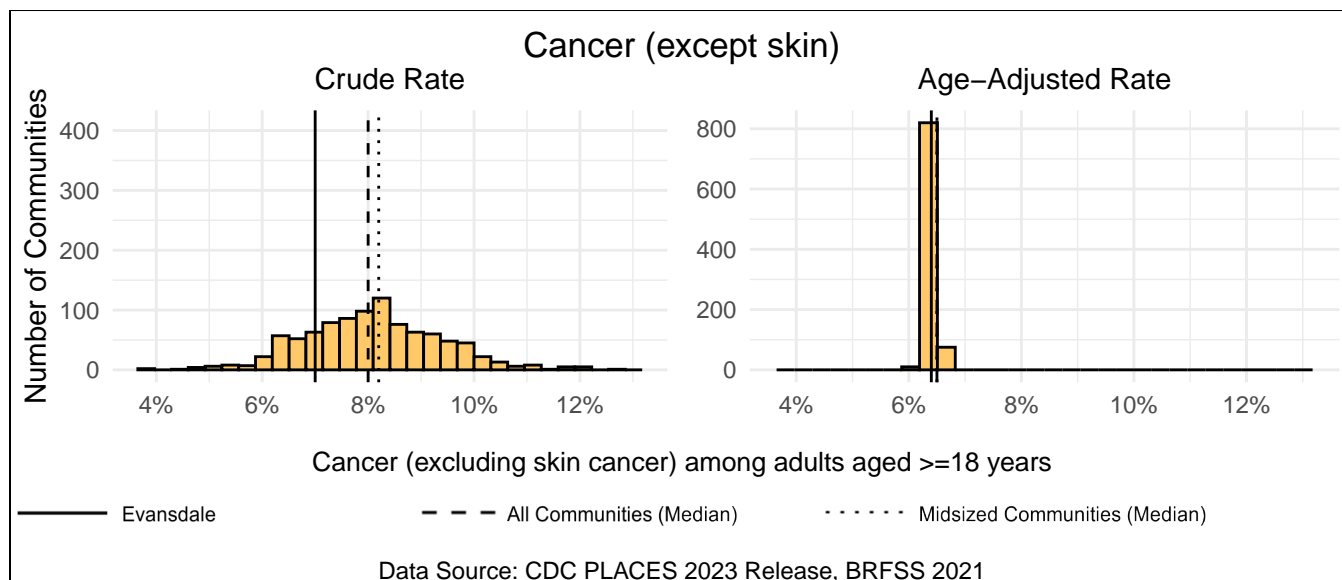 Cancer (except skin)
Crude Rate
Age−Adjusted Rate
Number of Communities
400
300
200
100
0
4%
6%
8%
10%
12%
800
600
400
200
0
4%
6%
8%
10%
12%
Cancer (excluding skin cancer) among adults aged >=18 years
Evansdale
All Communities (Median)
Midsized Communities (Median)
Data Source: CDC PLACES 2023 Release, BRFSS 2021